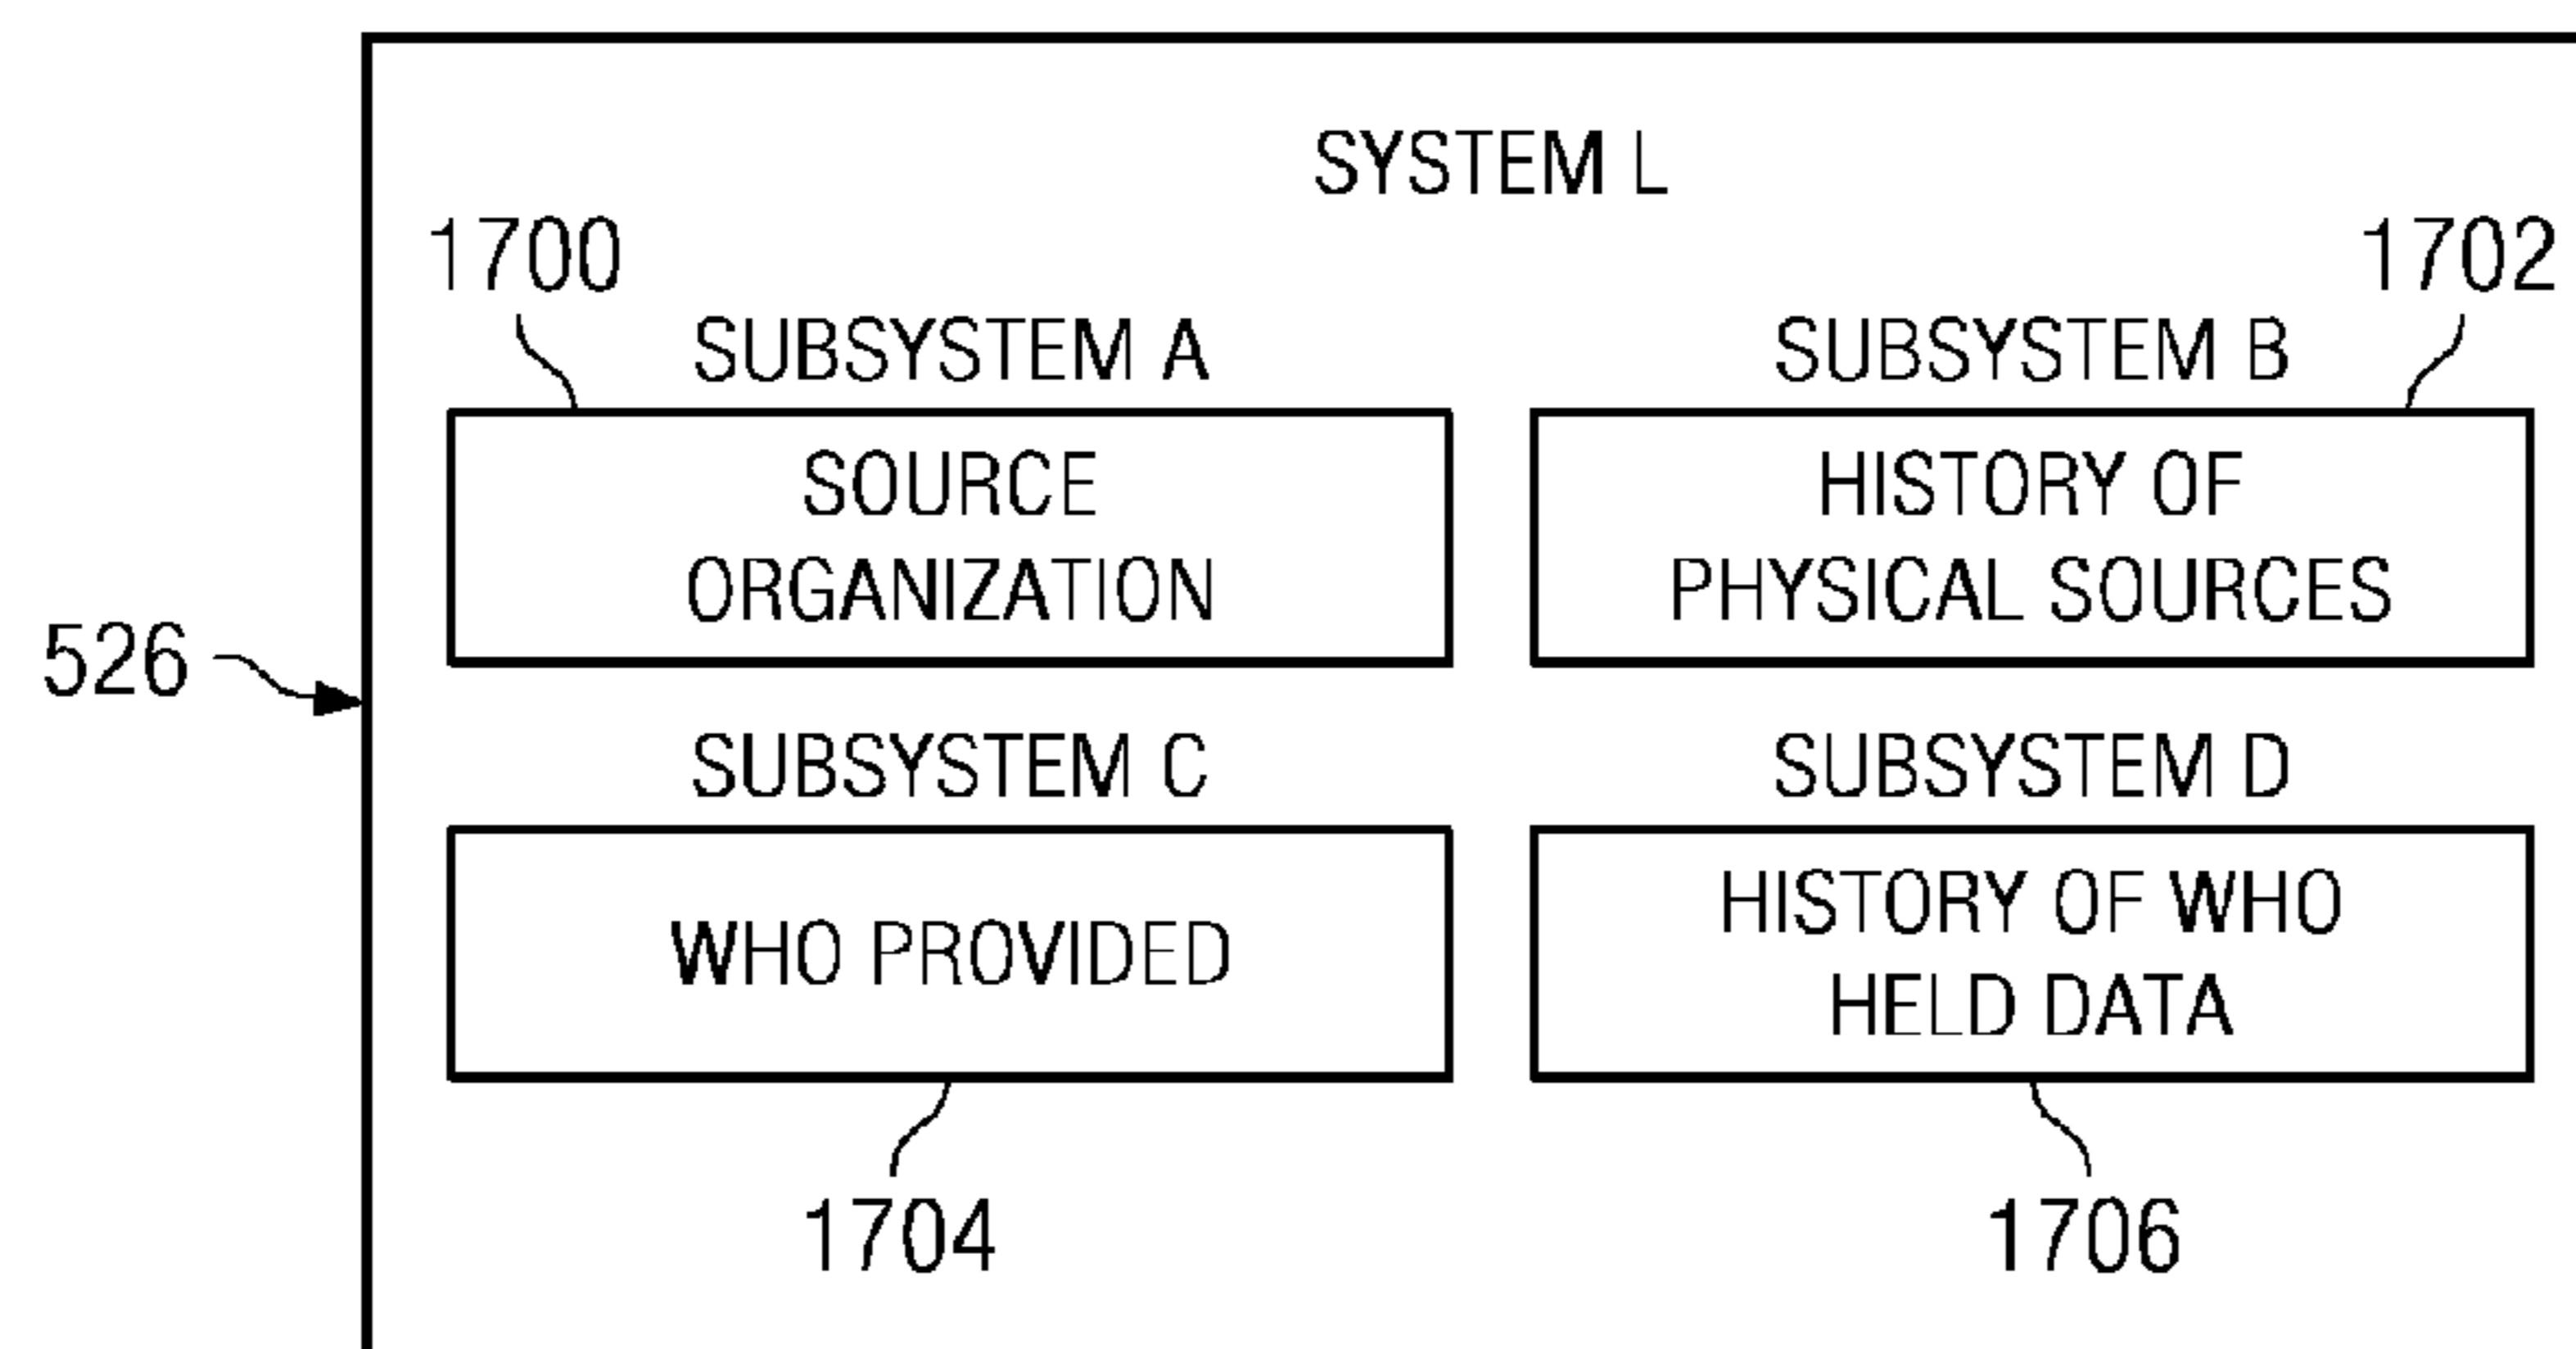 SYSTEM L
1700
1702
SUBSYSTEM A
SUBSYSTEM B
SOURCE
ORGANIZATION
HISTORY OF
PHYSICAL SOURCES
526
SUBSYSTEM C
SUBSYSTEM D
WHO PROVIDED
HISTORY OF WHO
HELD DATA
1704
1706